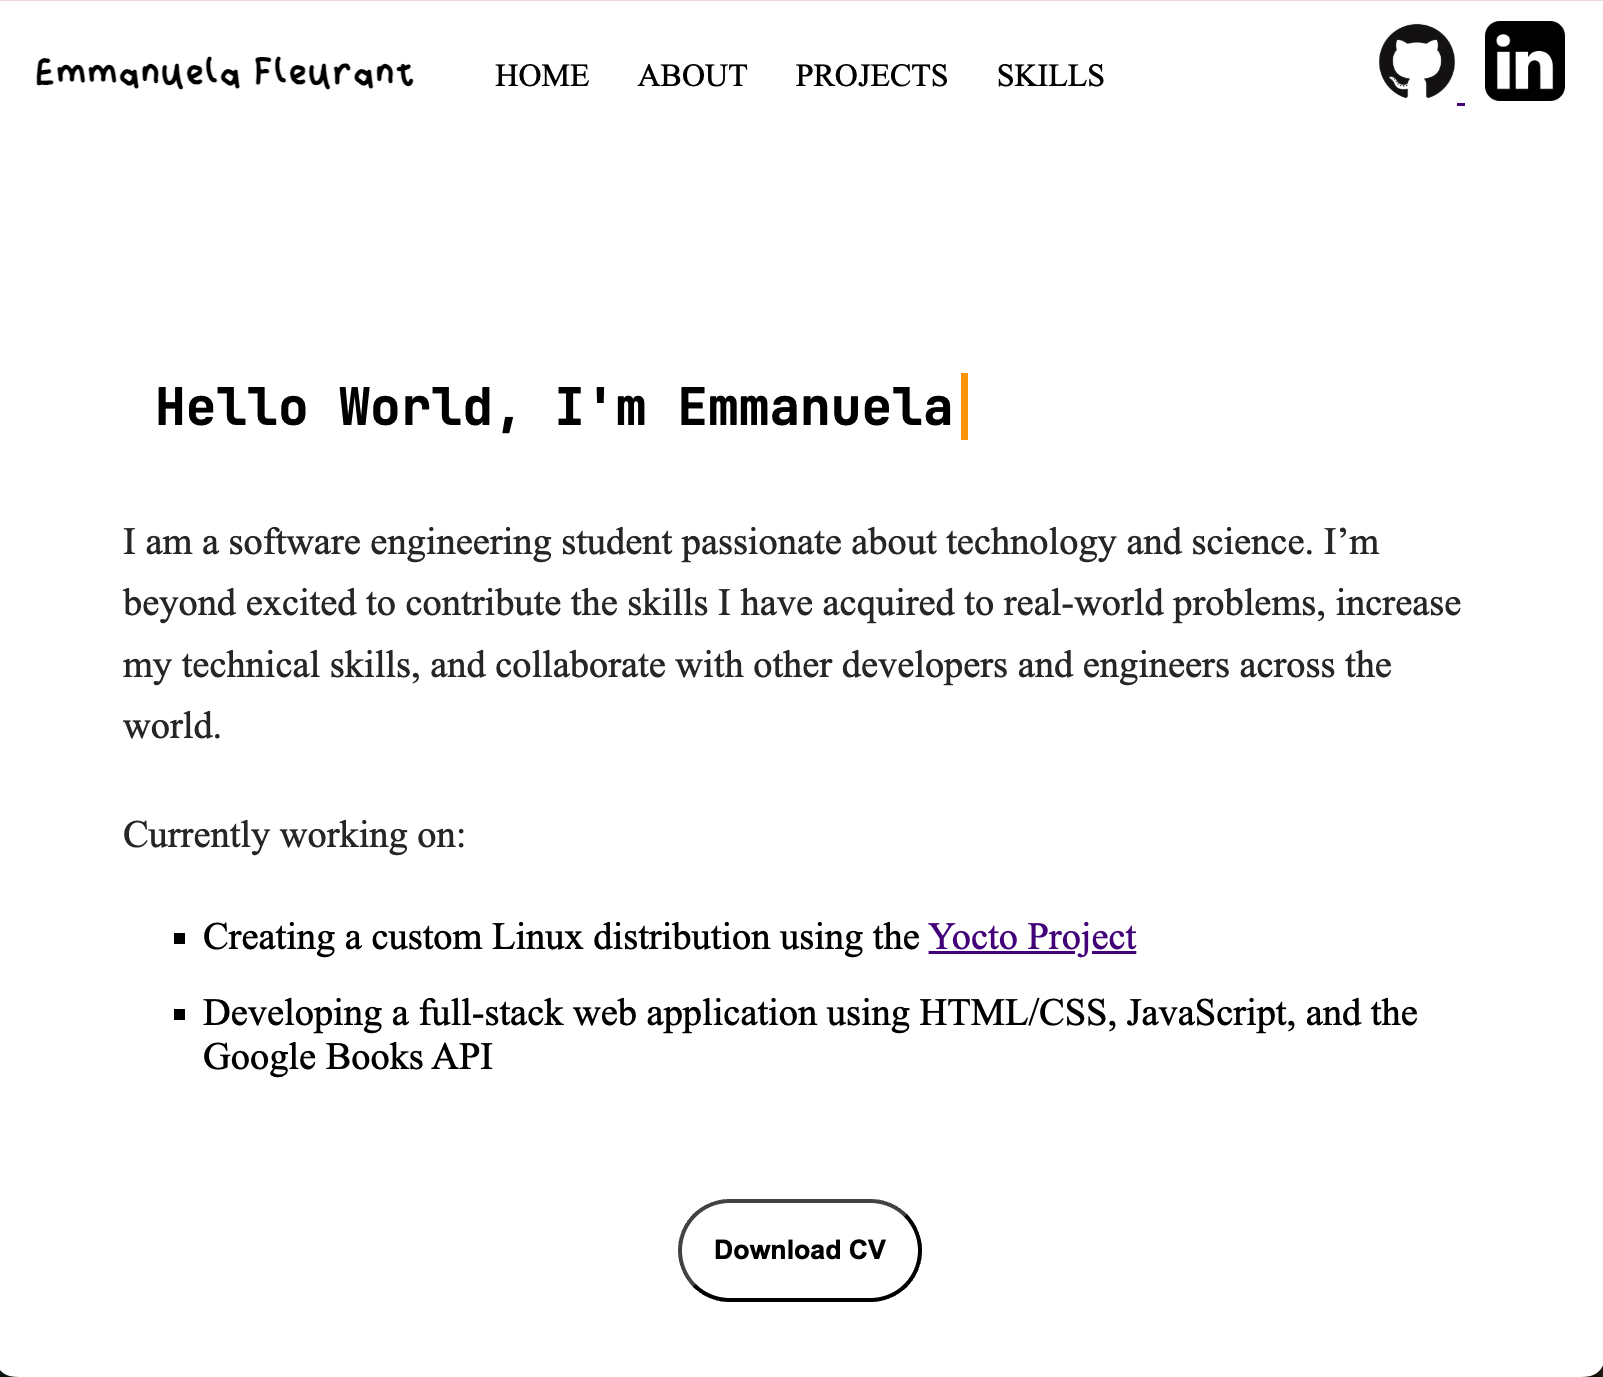 Emmanuela Fleurant
HOME ABOUT PROJECTS SKILLS
in
Hello World, I'm Emmanuela
I am a software engineering student passionate about technology and science. I’m
beyond excited to contribute the skills I have acquired to real-world problems, increase
my technical skills, and collaborate with other developers and engineers across the
world.
Currently working on:
Creating a custom Linux distribution using the Yocto Project
Developing a full-stack web application using HTML/CSS, JavaScript, and the
Google Books API
Download CV